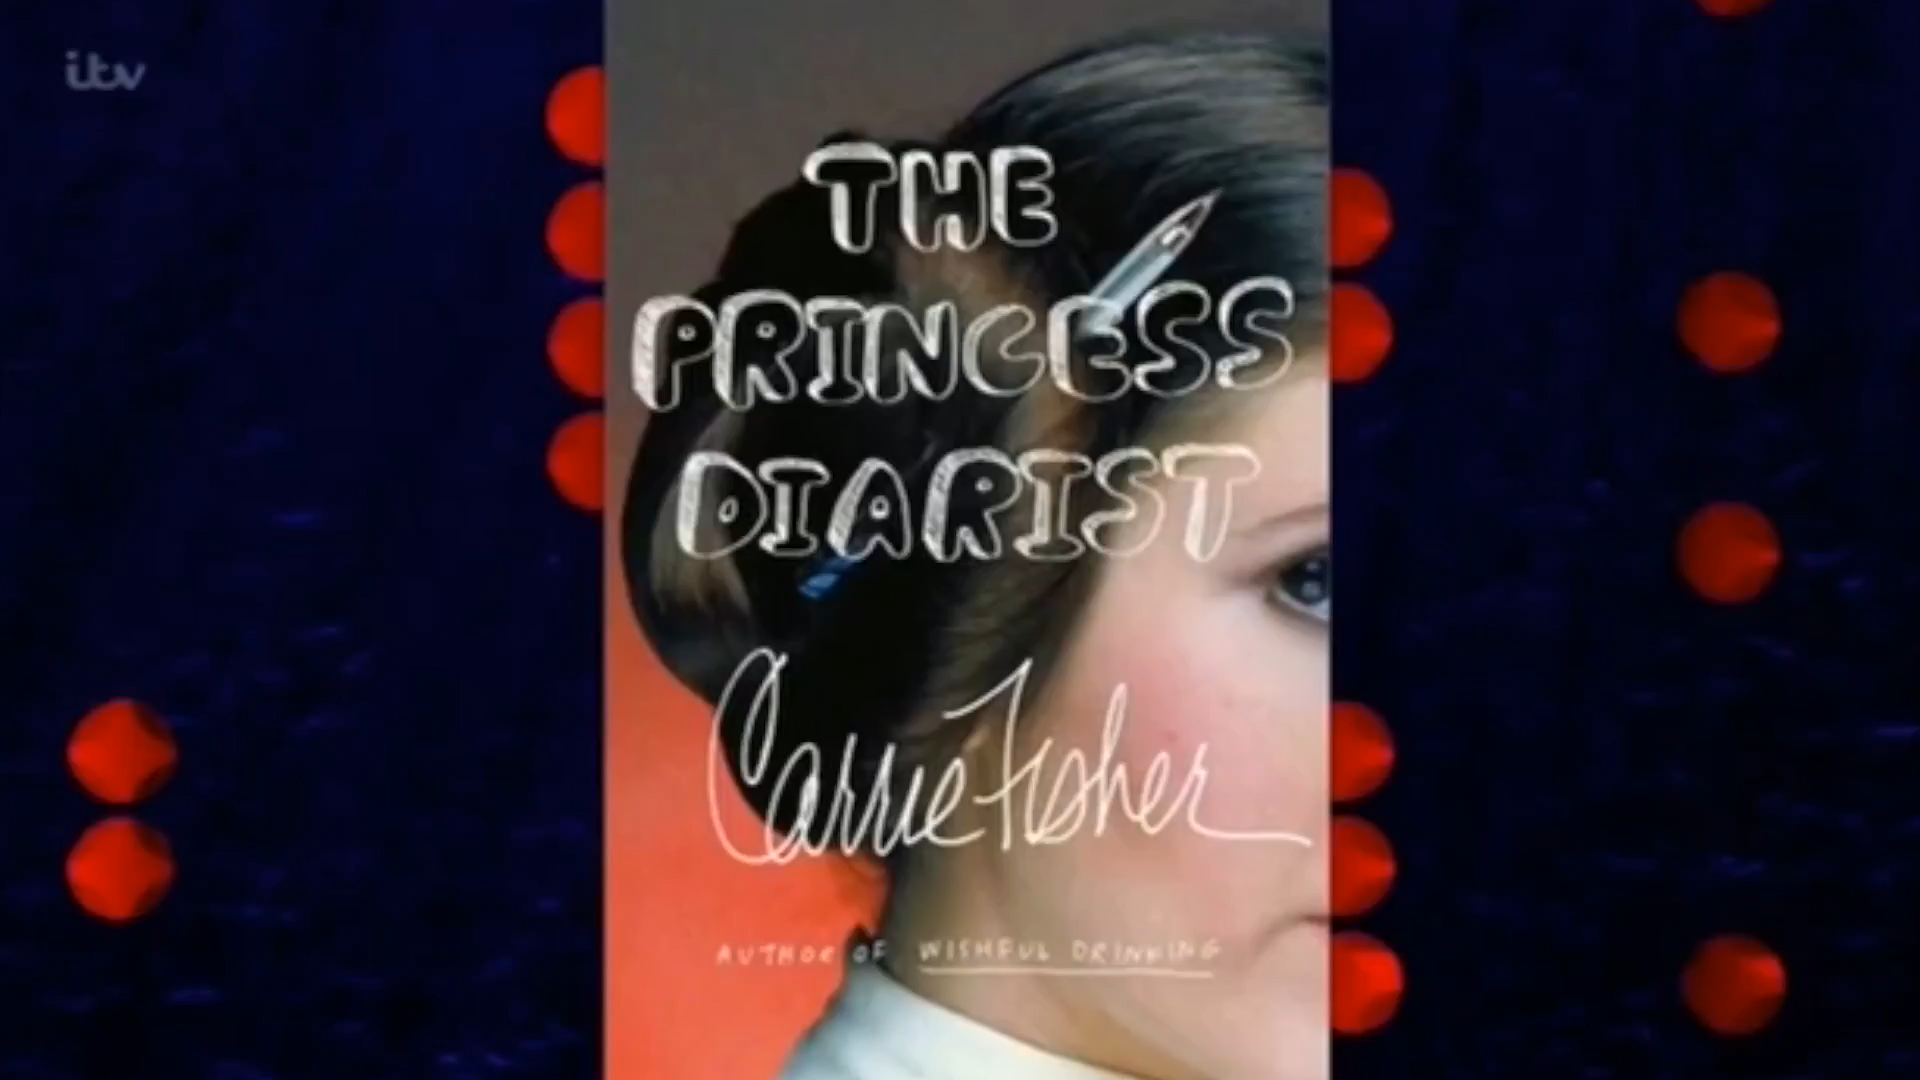 itv
THE
PRINCESS
DIARIST
Carrie Fisher
AUTHOR OF WISHFUL DRINKING